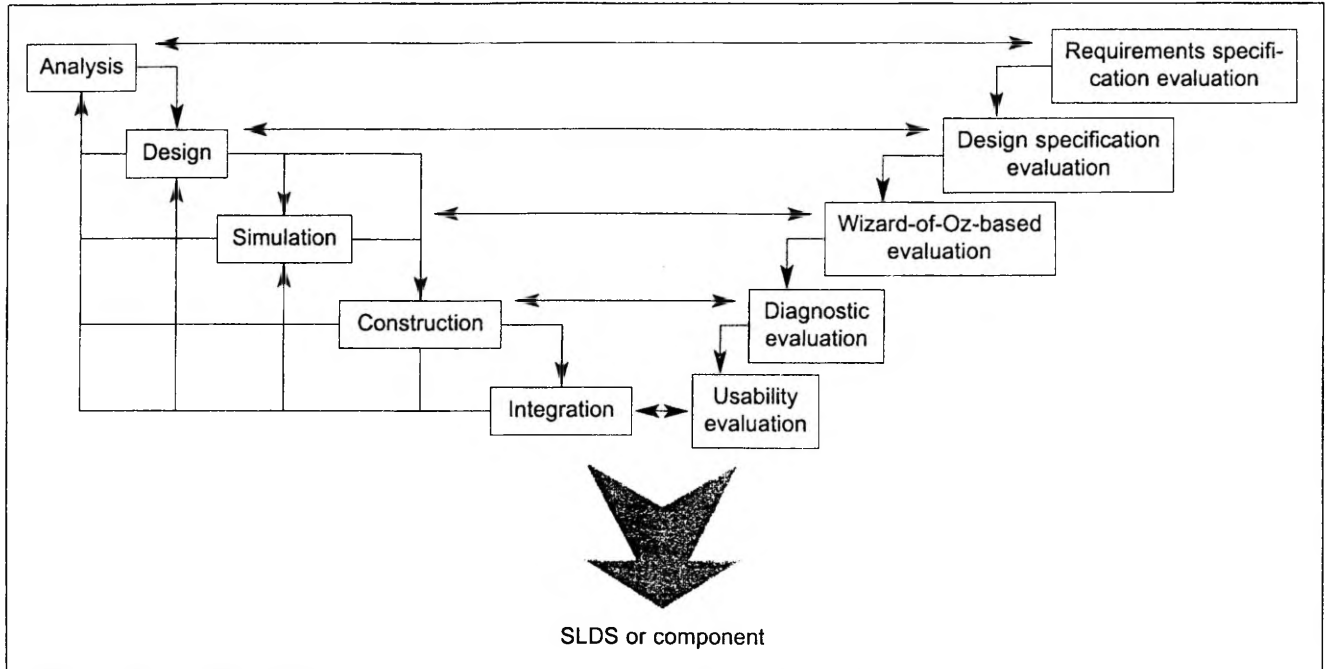 Analysis
Requirements specifi-
cation evaluation
Design
Design specification
evaluation
Simulation
Wizard-of-Oz-based
evaluation
Construction
Diagnostic
evaluation
Integration
Usability
evaluation
SLDS or component